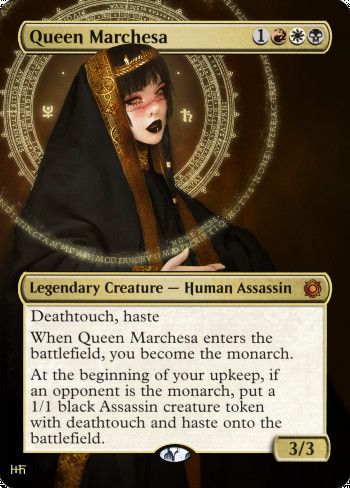 Queen Marchesa 1
Legendary Creature — Human Assassin
Deathtouch, haste
When Queen Marchesa enters the
battlefield, you become the monarch.
At the beginning of your upkeep, if
an opponent is the monarch, put a
1/1 black Assassin creature token
with deathtouch and haste onto the
battlefield.
3/3